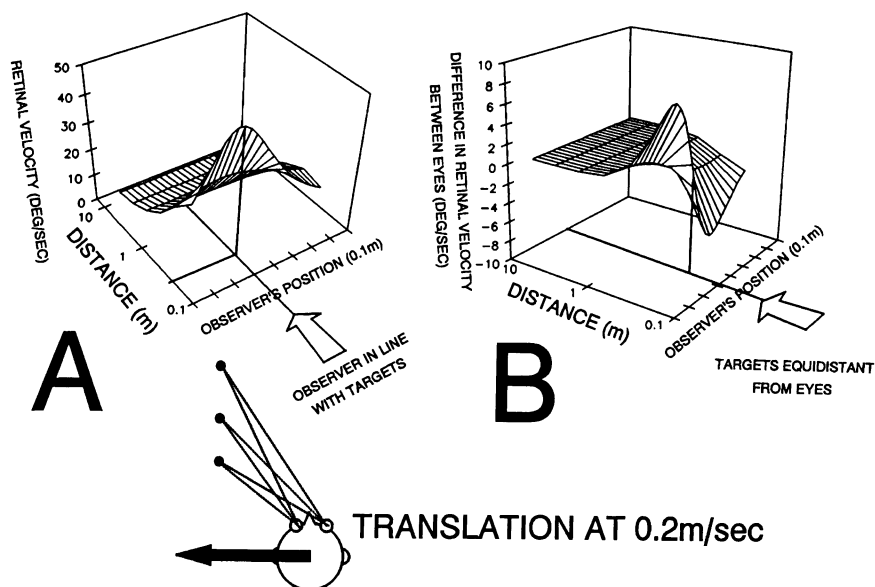 RETINAL VELOCITY (DEG/SEC)
50
40
30
20
10
0
10
1
0.1
DISTANCE (m)
OBSERVER'S POSITION (0.1m)
OBSERVER IN LINE
WITH TARGETS
A
DIFFERENCE IN RETINAL VELOCITY
BETWEEN EYES (DEG/SEC)
10
8
6
4
2
0
-2
-4
-6
-8
-10
10
1
0.1
DISTANCE (m)
OBSERVER'S POSITION (0.1m)
TARGETS EQUIDISTANT
FROM EYES
B
TRANSLATION AT 0.2m/sec